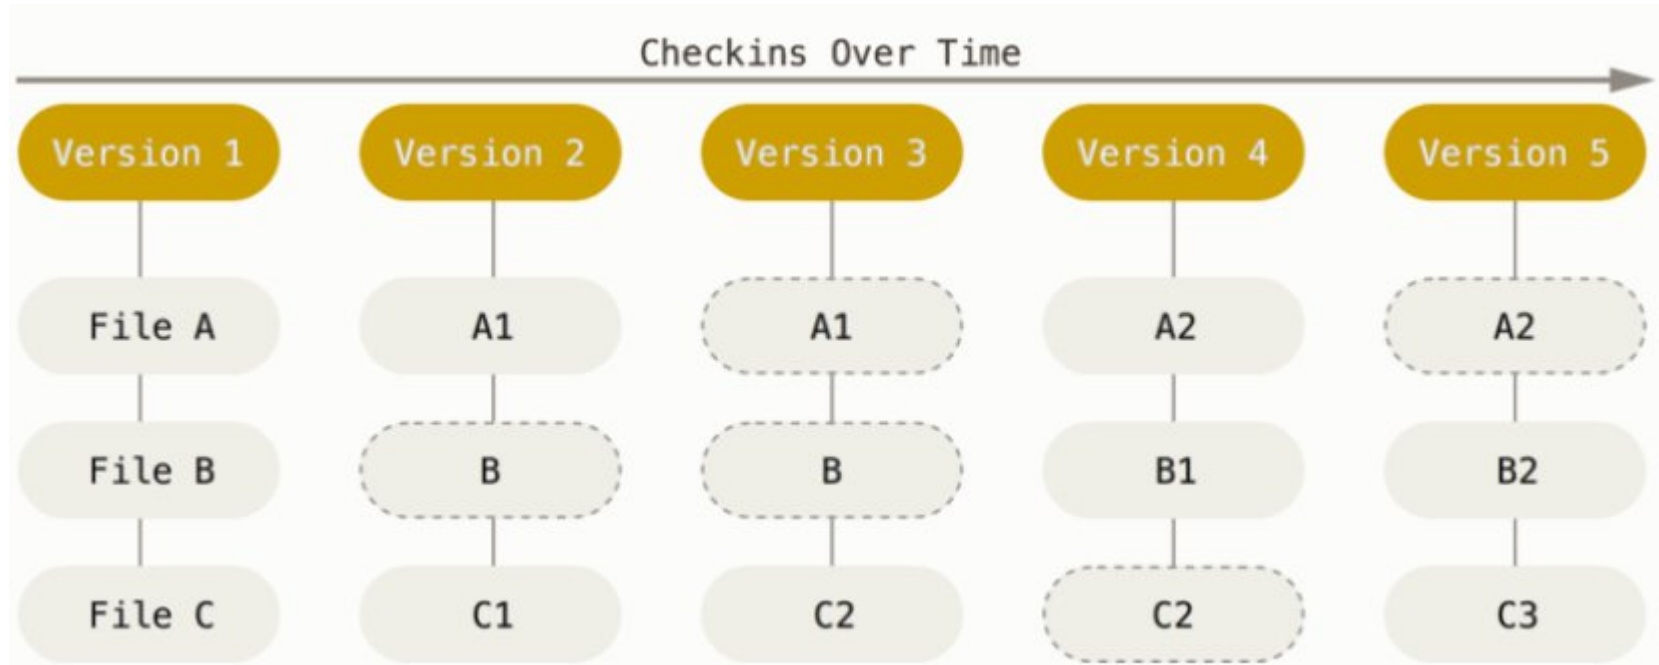 Checkins Over Time
Version 1 Version 2 Version 3 Version 4 Version 5
File A A1 A1 A2 A2
File B B B B1 B2
File C C1 C2 C2 C3